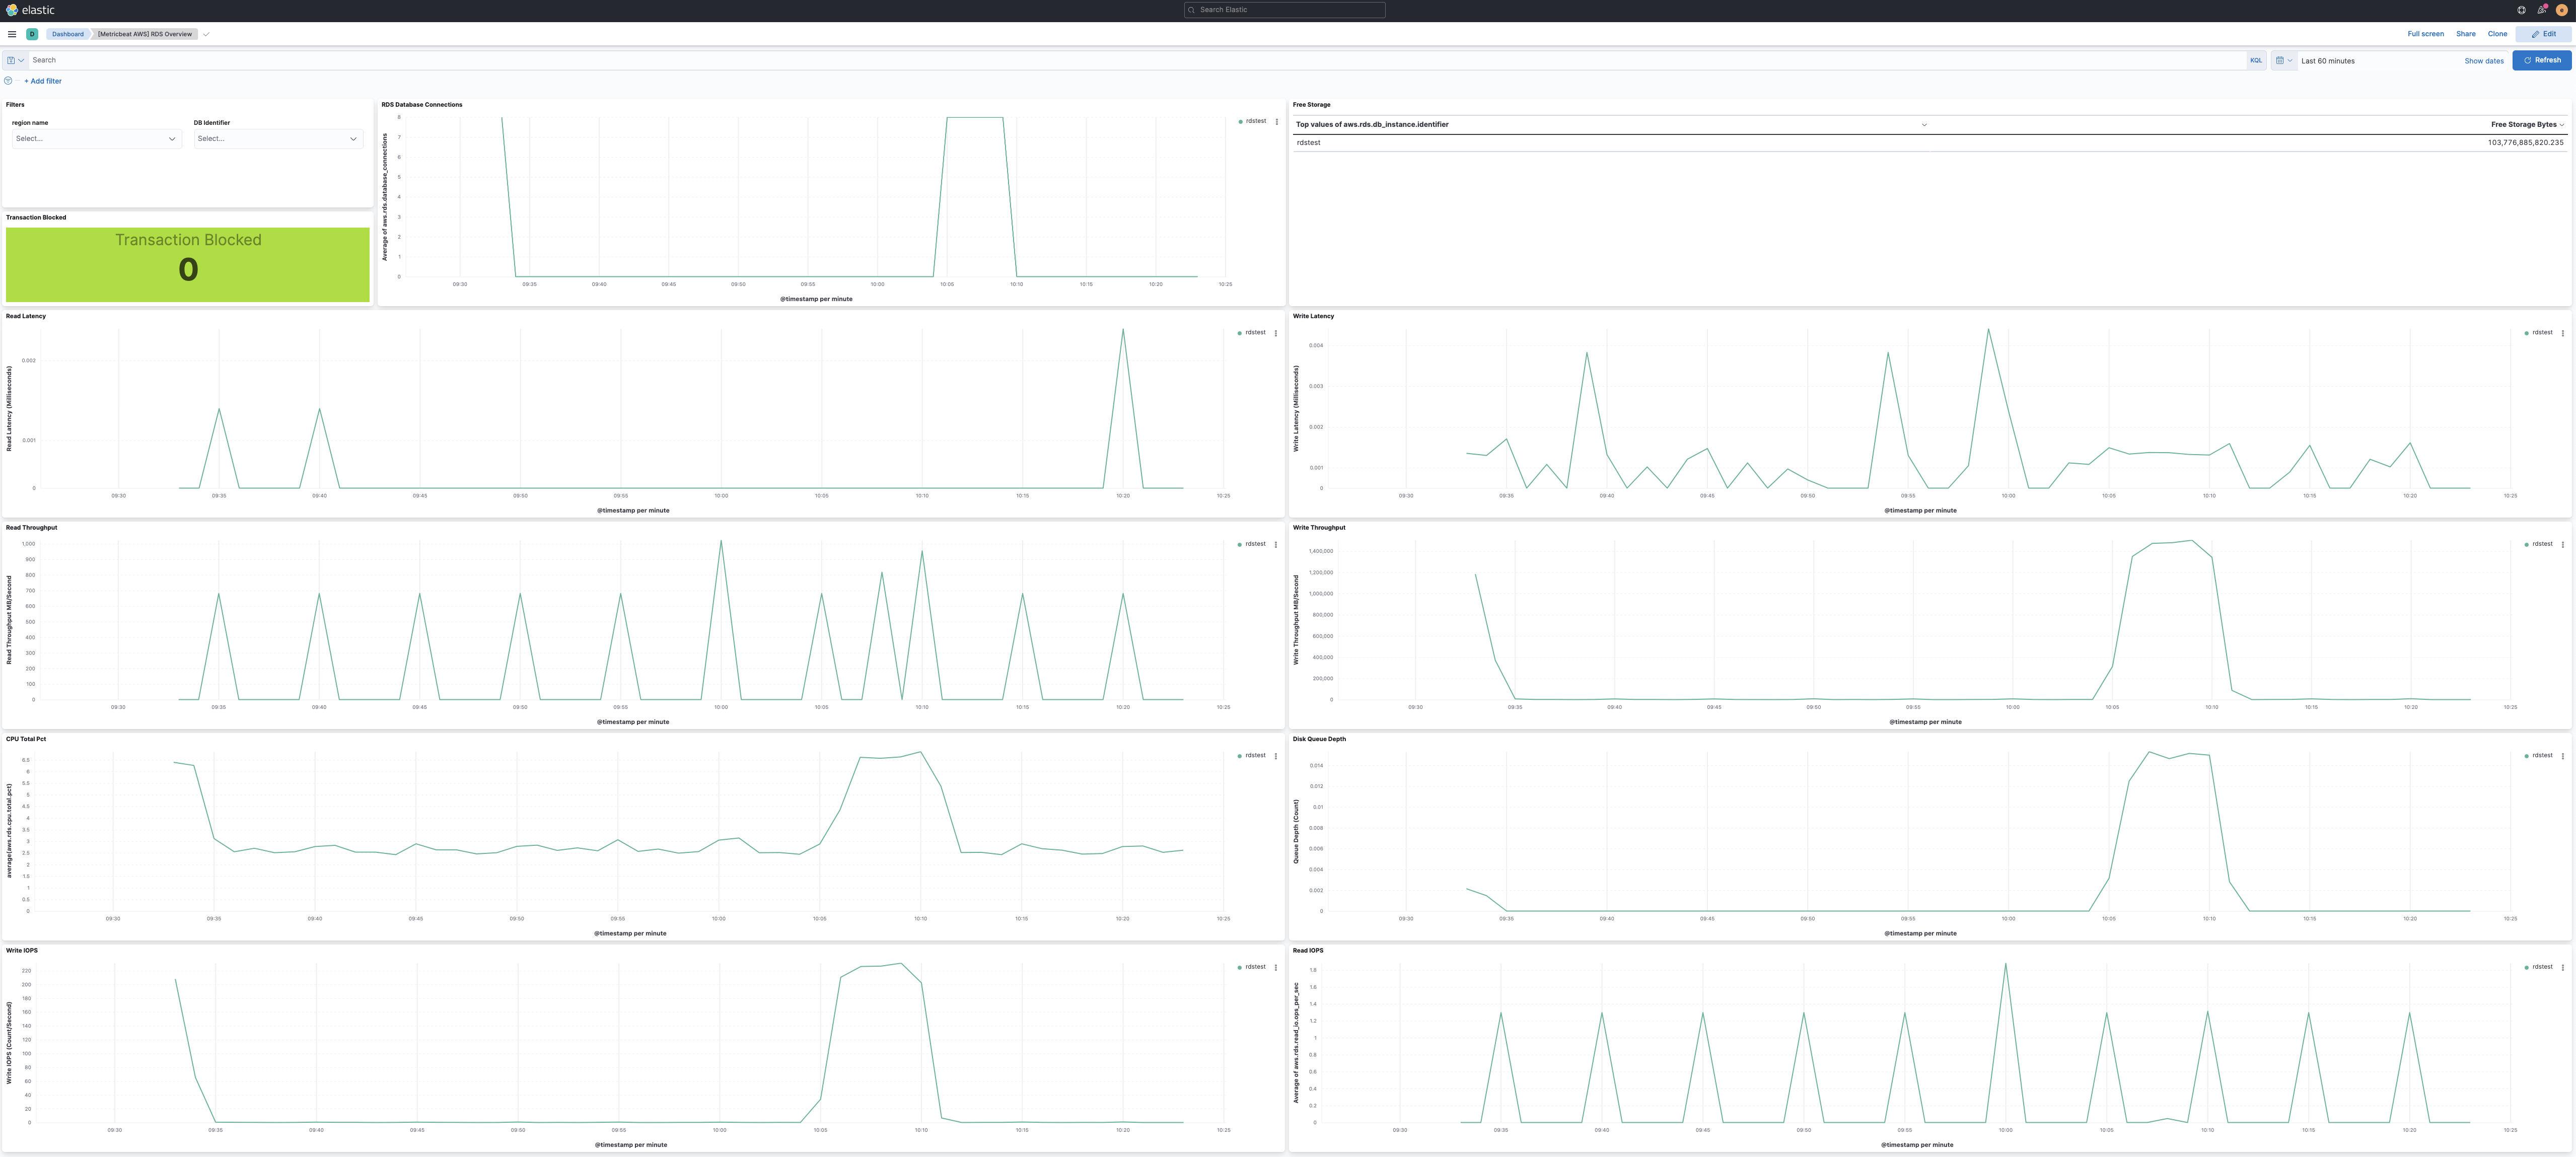 elastic
Search Elastic
e
D
Dashboard
[Metricbeat AWS] RDS Overview
Full screen
Share
Clone
Edit
Search
KQL
Last 60 minutes
Show dates
Refresh
+ Add filter
Filters
region name
DB Identifier
Select...
Select...
Transaction Blocked
Transaction Blocked
0
RDS Database Connections
rdstest
Average of aws.rds.database_connections
8
7
6
5
4
3
2
1
0
09:30 09:35 09:40 09:45 09:50 09:55 10:00 10:05 10:10 10:15 10:20 10:25
@timestamp per minute
Free Storage
Top values of aws.rds.db_instance.identifier
Free Storage Bytes
rdstest
103,776,885,820.235
Read Latency
rdstest
Read Latency (Milliseconds)
0.002
0.001
0
09:30 09:35 09:40 09:45 09:50 09:55 10:00 10:05 10:10 10:15 10:20 10:25
@timestamp per minute
Write Latency
rdstest
Write Latency (Milliseconds)
0.004
0.003
0.002
0.001
0
09:30 09:35 09:40 09:45 09:50 09:55 10:00 10:05 10:10 10:15 10:20 10:25
@timestamp per minute
Read Throughput
rdstest
Read Throughput MB/Second
1,000
900
800
700
600
500
400
300
200
100
0
09:30 09:35 09:40 09:45 09:50 09:55 10:00 10:05 10:10 10:15 10:20 10:25
@timestamp per minute
Write Throughput
rdstest
Write Throughput MB/Second
1,400,000
1,200,000
1,000,000
800,000
600,000
400,000
200,000
0
09:30 09:35 09:40 09:45 09:50 09:55 10:00 10:05 10:10 10:15 10:20 10:25
@timestamp per minute
CPU Total Pct
rdstest
average(aws.rds.cpu.total.pct)
6.5
6
5.5
5
4.5
4
3.5
3
2.5
2
1.5
1
0.5
0
09:30 09:35 09:40 09:45 09:50 09:55 10:00 10:05 10:10 10:15 10:20 10:25
@timestamp per minute
Disk Queue Depth
rdstest
Queue Depth (Count)
0.014
0.012
0.01
0.008
0.006
0.004
0.002
0
09:30 09:35 09:40 09:45 09:50 09:55 10:00 10:05 10:10 10:15 10:20 10:25
@timestamp per minute
Write IOPS
rdstest
Write IOPS (Count/Second)
220
200
180
160
140
120
100
80
60
40
20
0
09:30 09:35 09:40 09:45 09:50 09:55 10:00 10:05 10:10 10:15 10:20 10:25
@timestamp per minute
Read IOPS
rdstest
Average of aws.rds.read_io.ops_per_sec
1.8
1.6
1.4
1.2
1
0.8
0.6
0.4
0.2
0
09:30 09:35 09:40 09:45 09:50 09:55 10:00 10:05 10:10 10:15 10:20 10:25
@timestamp per minute